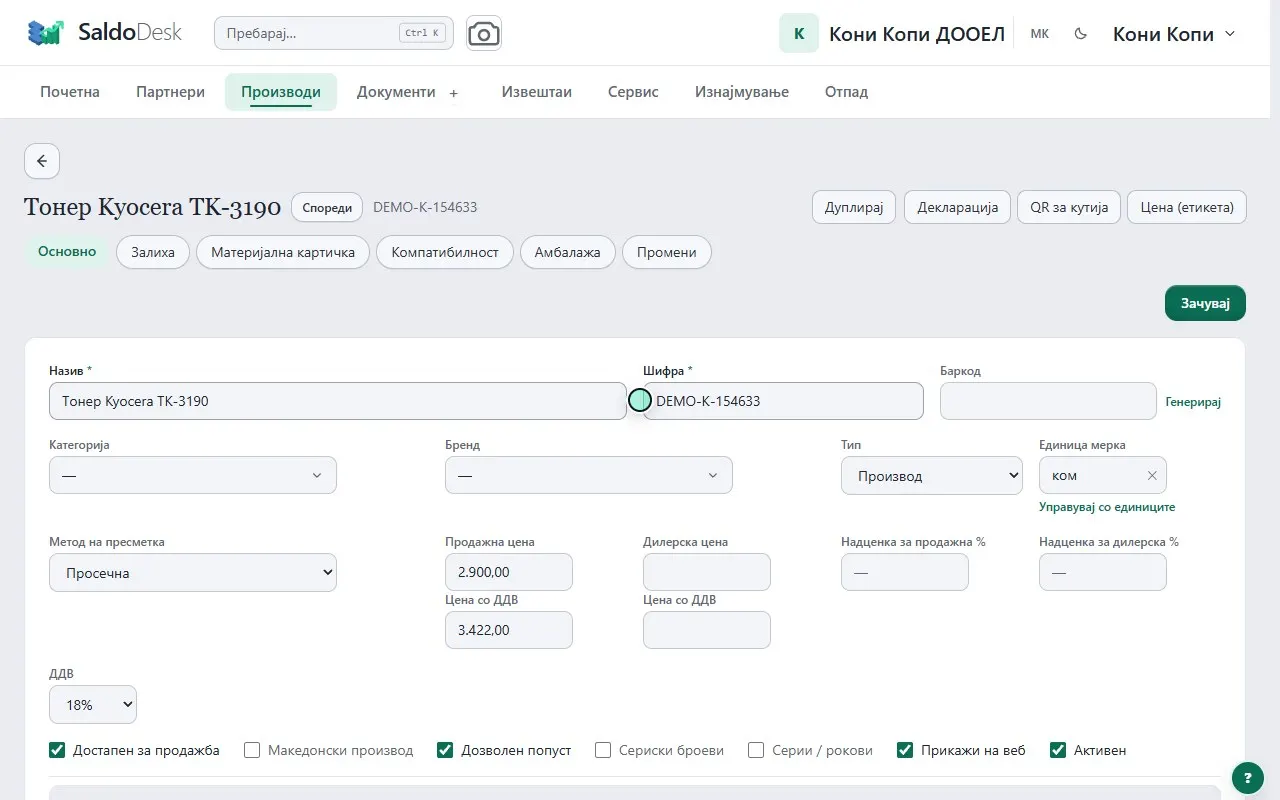 SaldoDesk
Пребарај... Ctrl K
К Кони Копи ДООЕЛ МК Кони Копи
Почетна Партнери Производи Документи + Извештаи Сервис Изнајмување Отпад
Тонер Kyocera TK-3190 Спореди DEMO-K-154633 Дуплирај Декларација QR за кутија Цена (етикета)
Основно Залиха Материјална картичка Компатибилност Амбалажа Промени
Зачувај
Назив * Шифра * Баркод
Тонер Kyocera TK-3190 DEMO-K-154633 Генерирај
Категорија Бренд Тип Единица мерка
— — Производ ком
Управувај со единиците
Метод на пресметка Продажна цена Дилерска цена Надценка за продажна % Надценка за дилерска %
Просечна 2.900,00 — —
Цена со ДДВ Цена со ДДВ
3.422,00
ДДВ
18%
Достапен за продажба Македонски производ Дозволен попуст Сериски броеви Серии / рокови Прикажи на веб Активен
?